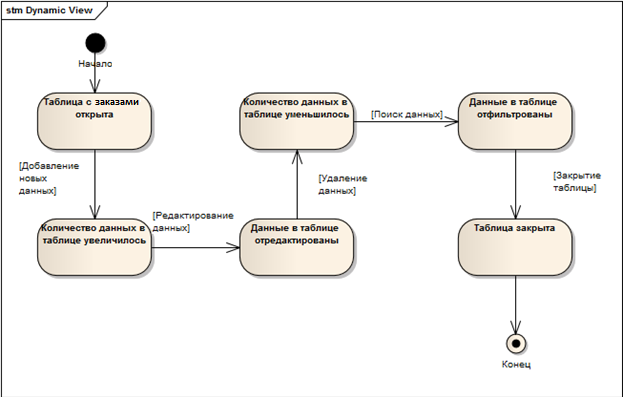 stm Dynamic View
Начало
Таблица с заказами
открыта
[Добавление
новых
данных]
Количество данных в
таблице увеличилось
[Редактирование
данных]
Данные в таблице
отредактированы
[Удаление
данных]
Количество данных в
таблице уменьшилось
[Поиск данных]
Данные в таблице
отфильтрованы
[Закрытие
таблицы]
Таблица закрыта
Конец